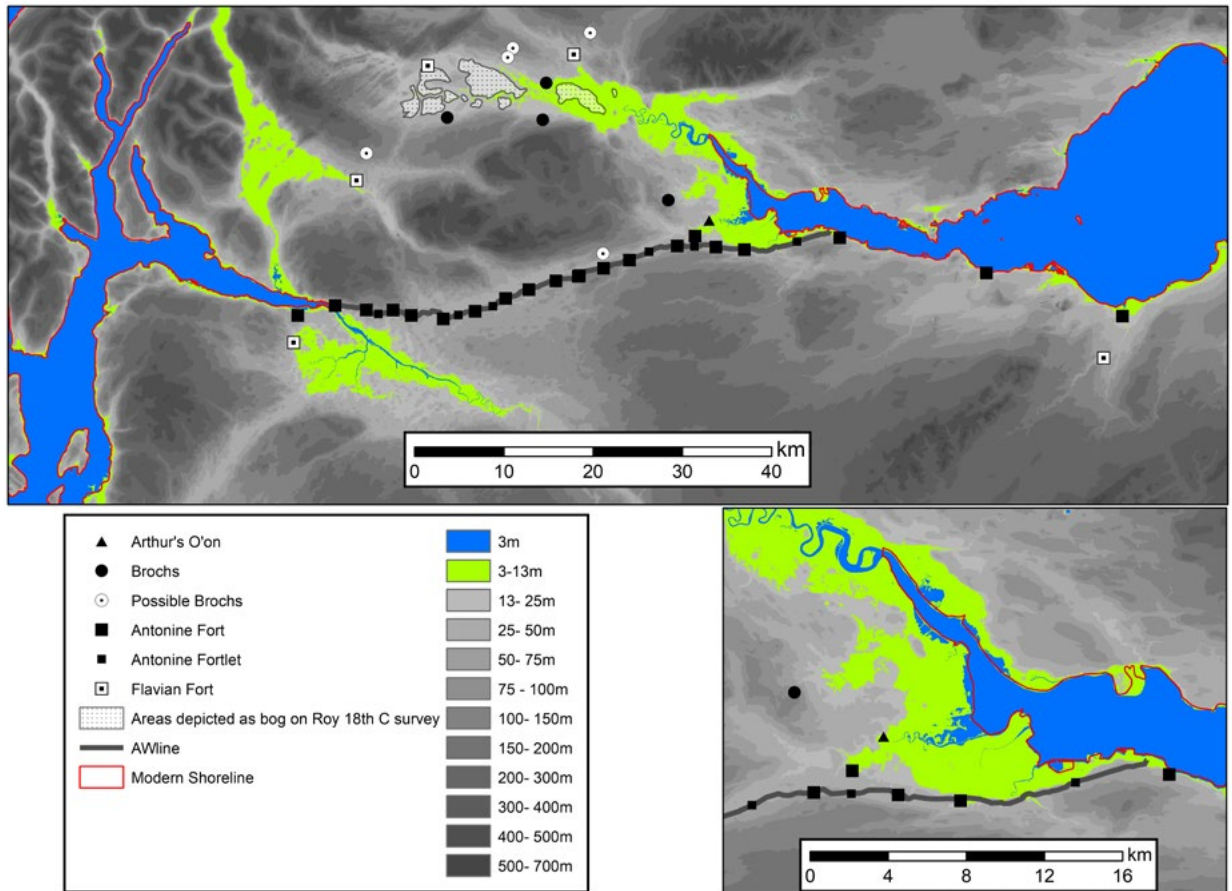 km
0 10 20 30 40
Arthur's O'on
Brochs
Possible Brochs
Antonine Fort
Antonine Fortlet
Flavian Fort
Areas depicted as bog on Roy 18th C survey
AWline
Modern Shoreline
3m
3-13m
13- 25m
25- 50m
50- 75m
75 - 100m
100- 150m
150- 200m
200- 300m
300- 400m
400- 500m
500- 700m
km
0 4 8 12 16